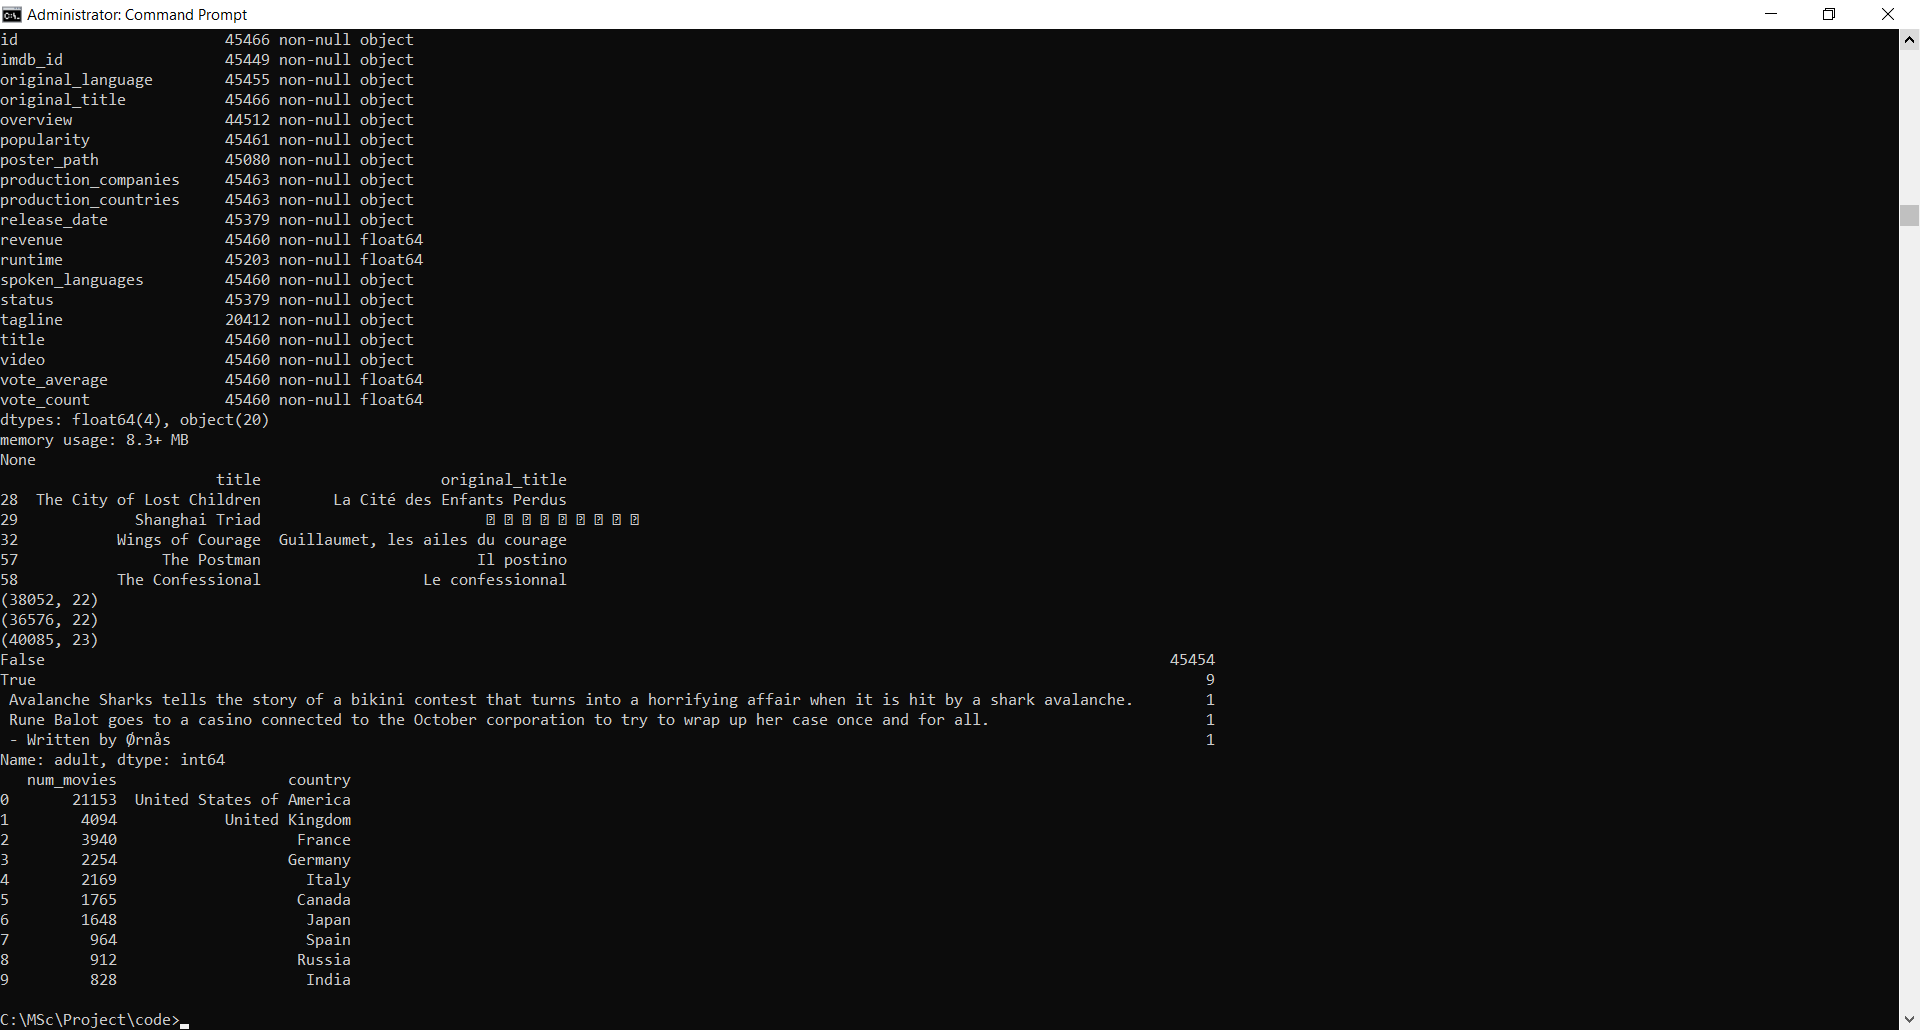 Administrator: Command Prompt
id                       45466 non-null object
imdb_id                  45449 non-null object
original_language        45455 non-null object
original_title           45466 non-null object
overview                 44512 non-null object
popularity               45461 non-null object
poster_path              45080 non-null object
production_companies     45463 non-null object
production_countries     45463 non-null object
release_date             45379 non-null object
revenue                  45460 non-null float64
runtime                  45203 non-null float64
spoken_languages         45460 non-null object
status                   45379 non-null object
tagline                  20412 non-null object
title                    45460 non-null object
video                    45460 non-null object
vote_average             45460 non-null float64
vote_count               45460 non-null float64
dtypes: float64(4), object(20)
memory usage: 8.3+ MB
None
title original_title
28 The City of Lost Children La Cité des Enfants Perdus
29 Shanghai Triad
32 Wings of Courage Guillaumet, les ailes du courage
57 The Postman Il postino
58 The Confessional Le confessionnal
(38052, 22)
(36576, 22)
(40085, 23)
False 45454
True 9
Avalanche Sharks tells the story of a bikini contest that turns into a horrifying affair when it is hit by a shark avalanche. 1
Rune Balot goes to a casino connected to the October corporation to try to wrap up her case once and for all. 1
- Written by Ørnås 1
Name: adult, dtype: int64
num_movies country
0 21153 United States of America
1 4094 United Kingdom
2 3940 France
3 2254 Germany
4 2169 Italy
5 1765 Canada
6 1648 Japan
7 964 Spain
8 912 Russia
9 828 India
C:\MSc\Project\code>